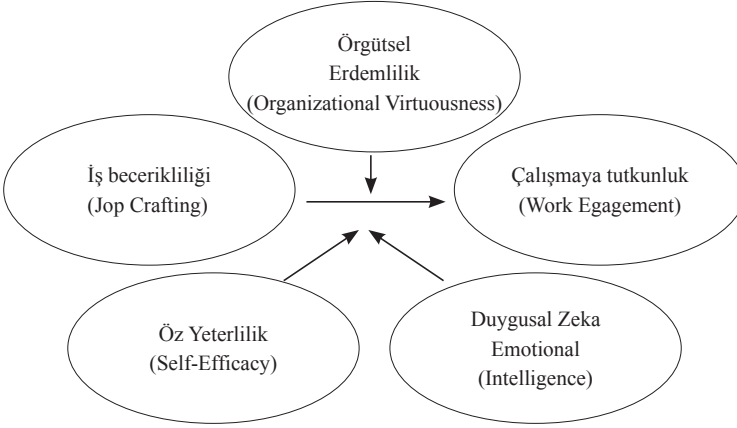 Örgütsel
Erdemlilik
(Organizational Virtuousness)
İş becerikliliği
(Jop Crafting)
Çalışmaya tutkunluk
(Work Egagement)
Öz Yeterlilik
(Self-Efficacy)
Duygusal Zeka
Emotional
(Intelligence)